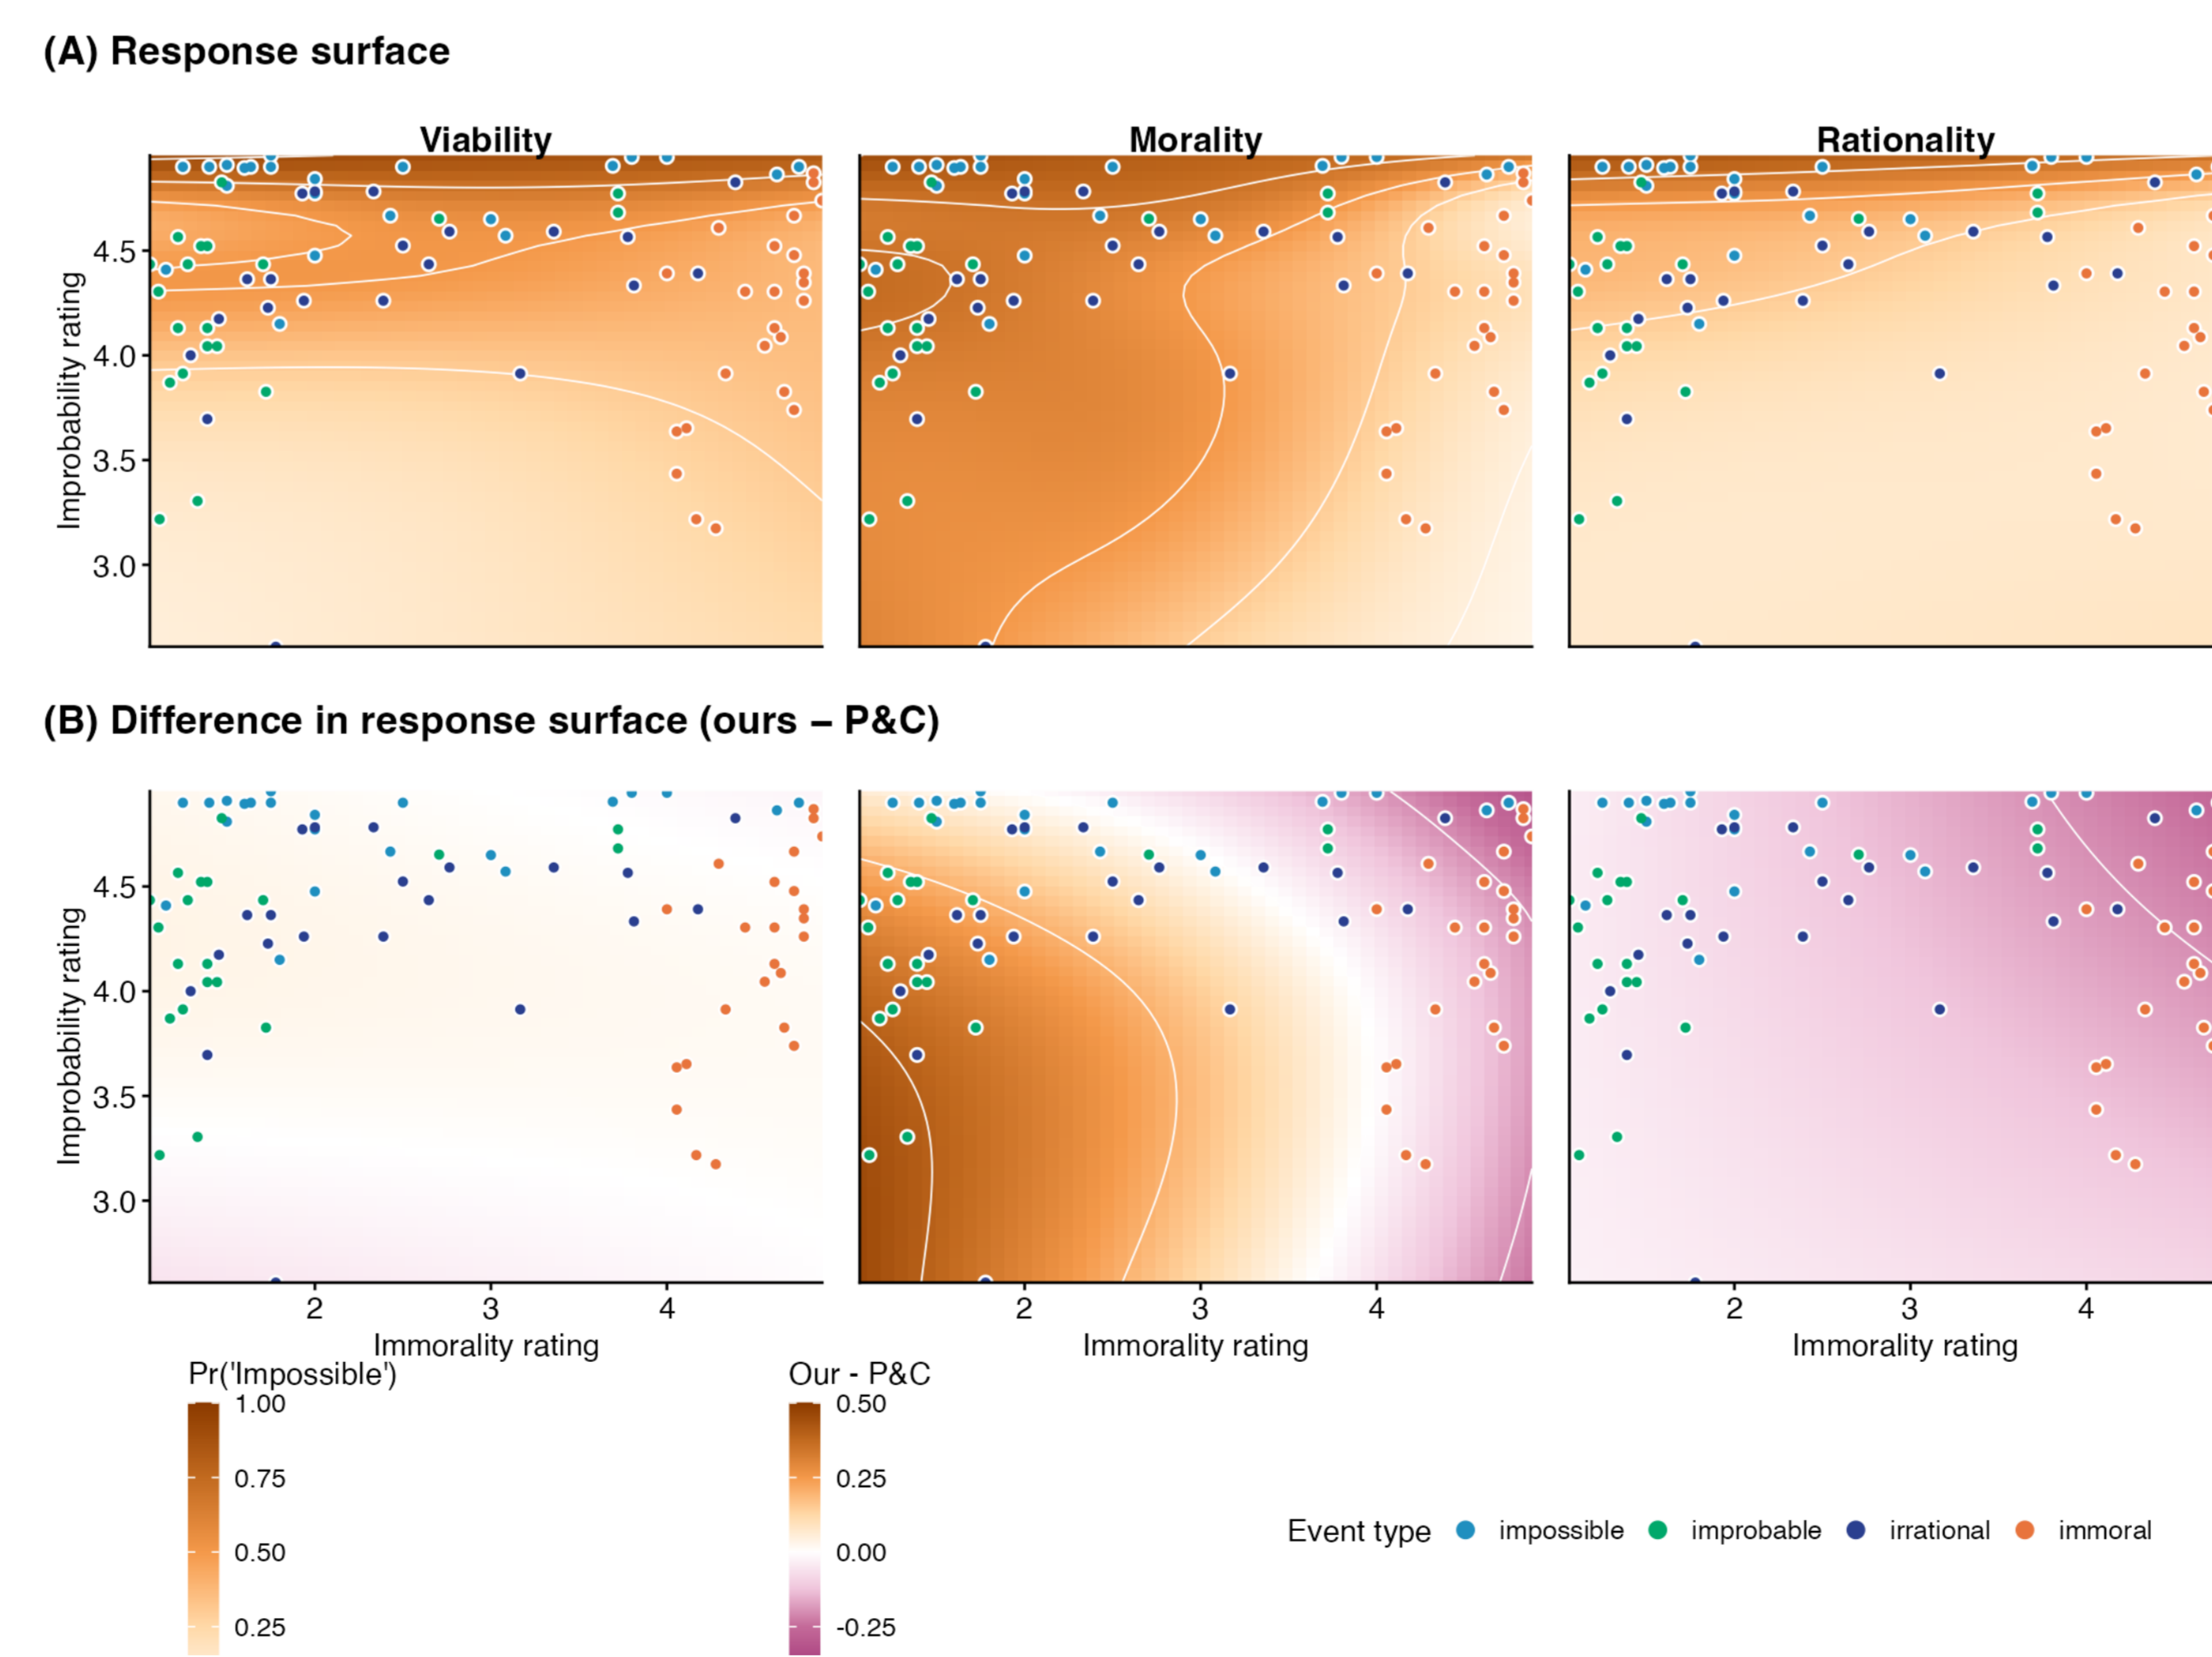 (A) Response surface
Viability
Morality
Rationality
Improbability rating
4.5
4.0
3.5
3.0
(B) Difference in response surface (ours – P&C)
Improbability rating
4.5
4.0
3.5
3.0
2 3 4
2 3 4
2 3 4
Immorality rating
Immorality rating
Immorality rating
Pr('Impossible')
1.00
0.75
0.50
0.25
Our - P&C
0.50
0.25
0.00
-0.25
Event type impossible improbable irrational immoral